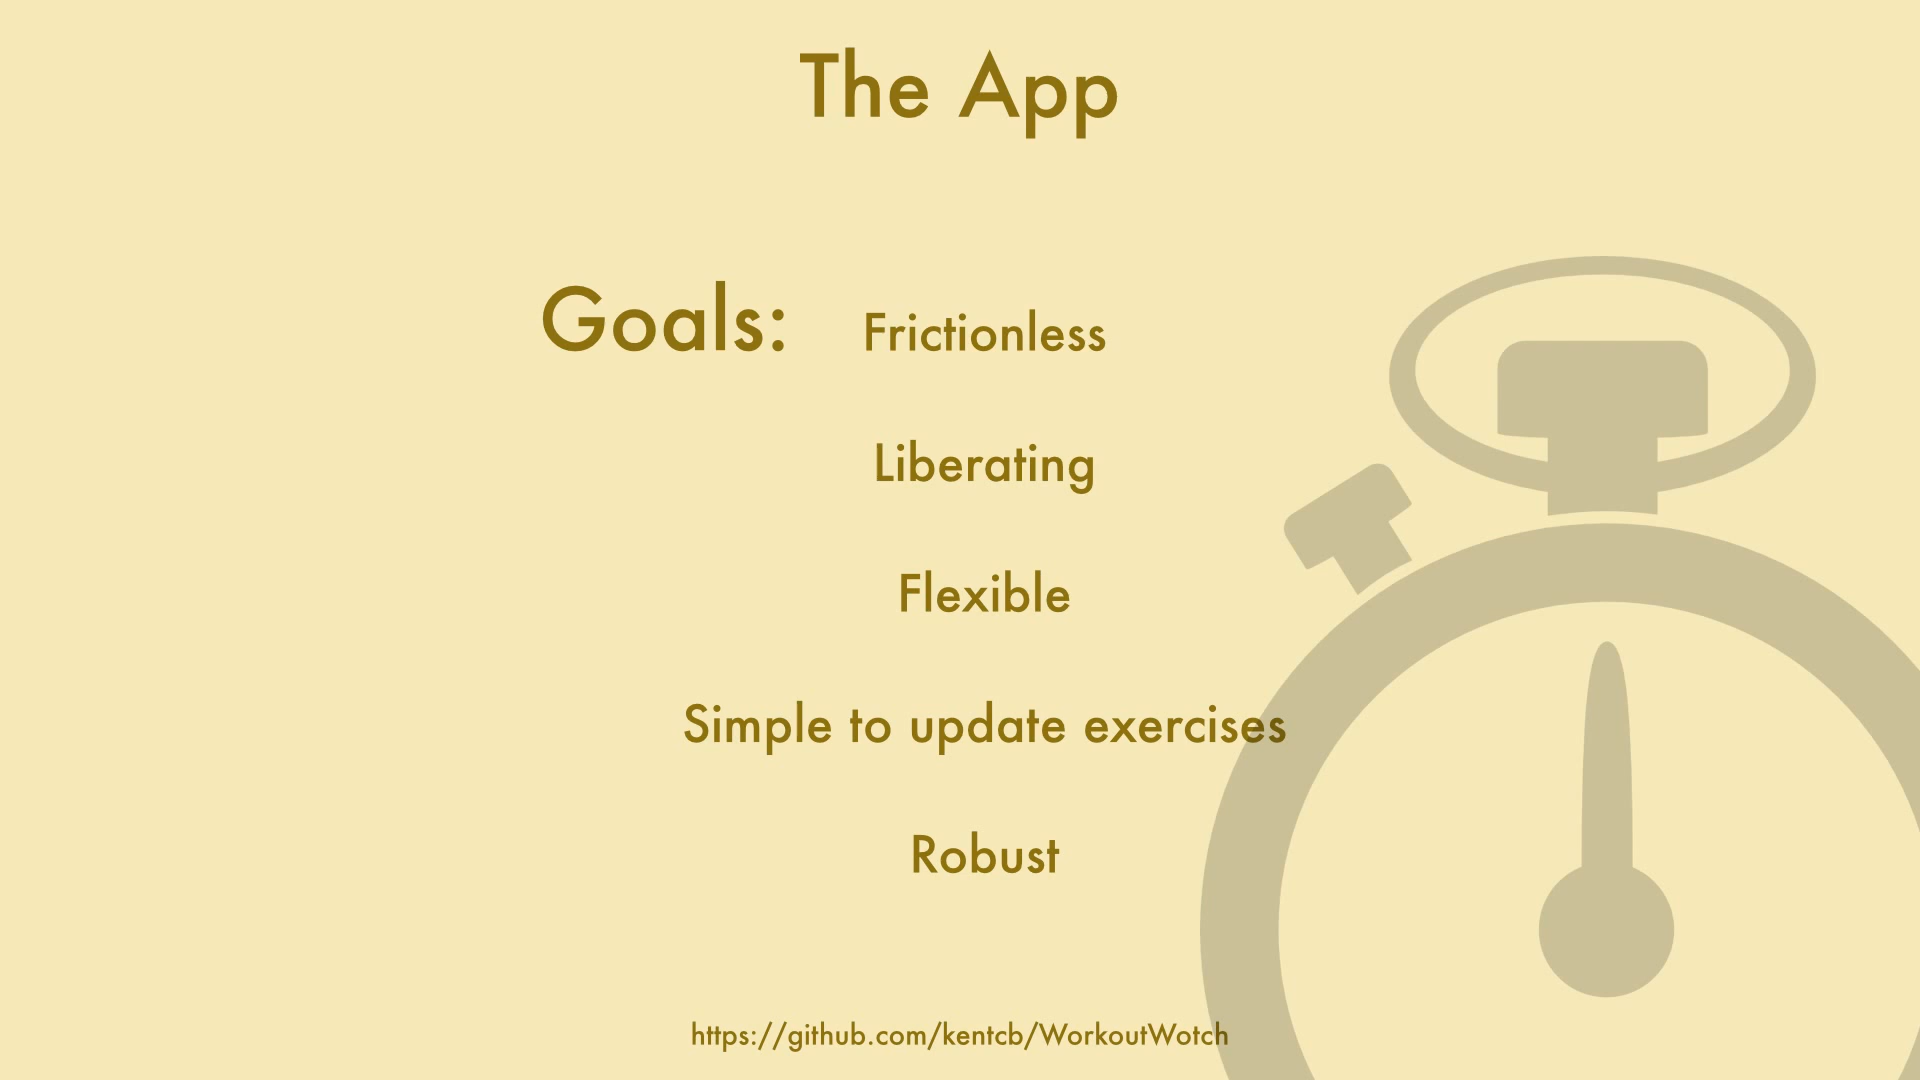 The App
Goals: Frictionless
Liberating
Flexible
Simple to update exercises
Robust
https://github.com/kentcb/WorkoutWotch